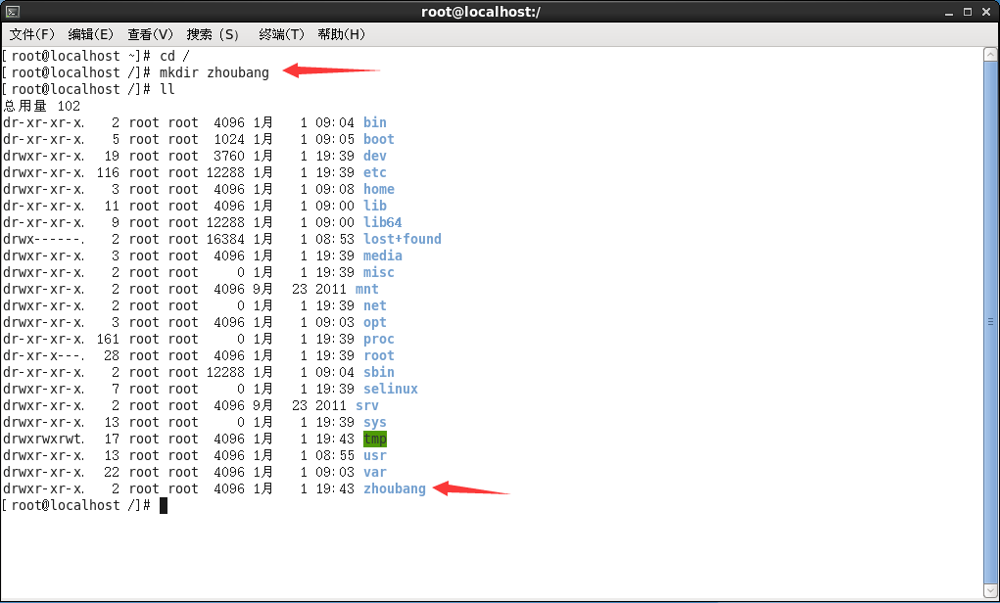 root@localhost:/
文件(F) 编辑(E) 查看(V) 搜索 (S) 终端(T) 帮助(H)
[root@localhost ~]# cd /
[root@localhost /]# mkdir zhoubang
[root@localhost /]# ll
总用量 102
dr-xr-xr-x. 2 root root 4096 1月 1 09:04 bin
dr-xr-xr-x. 5 root root 1024 1月 1 09:05 boot
drwxr-xr-x. 19 root root 3760 1月 1 19:39 dev
drwxr-xr-x. 116 root root 12288 1月 1 19:39 etc
drwxr-xr-x. 3 root root 4096 1月 1 09:08 home
dr-xr-xr-x. 11 root root 4096 1月 1 09:00 lib
dr-xr-xr-x. 9 root root 12288 1月 1 09:00 lib64
drwx------. 2 root root 16384 1月 1 08:53 lost+found
drwxr-xr-x. 3 root root 4096 1月 1 19:39 media
drwxr-xr-x. 2 root root 0 1月 1 19:39 misc
drwxr-xr-x. 2 root root 4096 9月 23 2011 mnt
drwxr-xr-x. 2 root root 0 1月 1 19:39 net
drwxr-xr-x. 3 root root 4096 1月 1 09:03 opt
dr-xr-xr-x. 161 root root 0 1月 1 19:39 proc
dr-xr-x---. 28 root root 4096 1月 1 19:39 root
dr-xr-xr-x. 2 root root 12288 1月 1 09:04 sbin
drwxr-xr-x. 7 root root 0 1月 1 19:39 selinux
drwxr-xr-x. 2 root root 4096 9月 23 2011 srv
drwxr-xr-x. 13 root root 0 1月 1 19:39 sys
drwxrwxrwt. 17 root root 4096 1月 1 19:43 tmp
drwxr-xr-x. 13 root root 4096 1月 1 08:55 usr
drwxr-xr-x. 22 root root 4096 1月 1 09:03 var
drwxr-xr-x. 2 root root 4096 1月 1 19:43 zhoubang
[root@localhost /]#